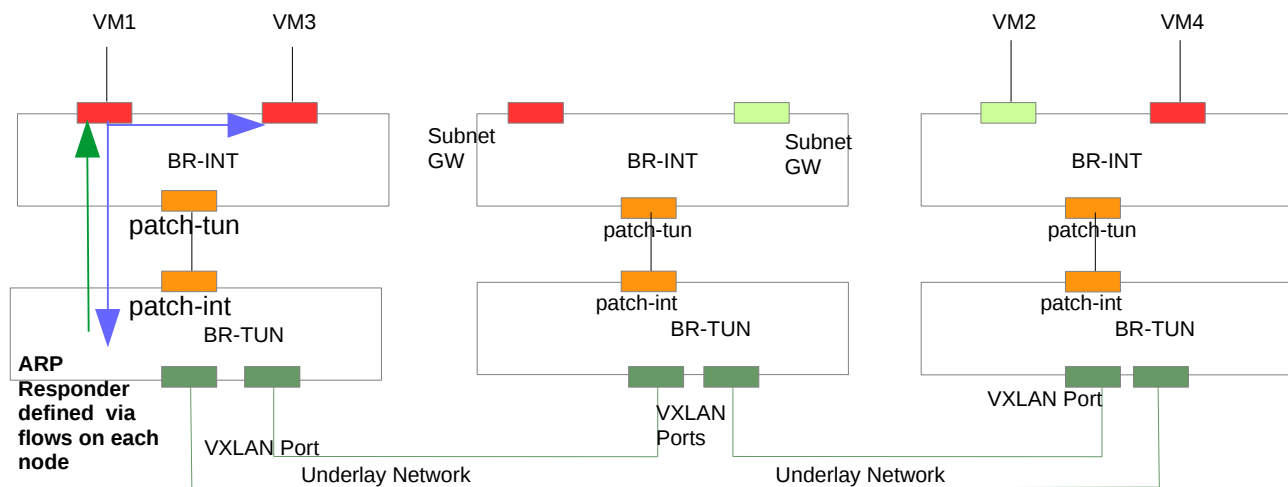 VM1
VM3
VM2
VM4
Subnet
GW
Subnet
GW
BR-INT
BR-INT
BR-INT
patch-tun
patch-tun
patch-tun
patch-int
patch-int
patch-int
BR-TUN
BR-TUN
BR-TUN
ARP
Responder
defined via
flows on each
node
VXLAN Port
VXLAN
Ports
VXLAN Port
Underlay Network
Underlay Network